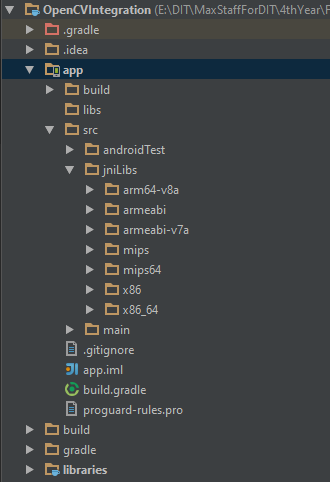 OpenCVIntegration (E:\DIT\MaxStaffForDIT\4thYear\F
.gradle
.idea
app
build
libs
src
androidTest
jniLibs
arm64-v8a
armeabi
armeabi-v7a
mips
mips64
x86
x86_64
main
.gitignore
app.iml
build.gradle
proguard-rules.pro
build
gradle
libraries